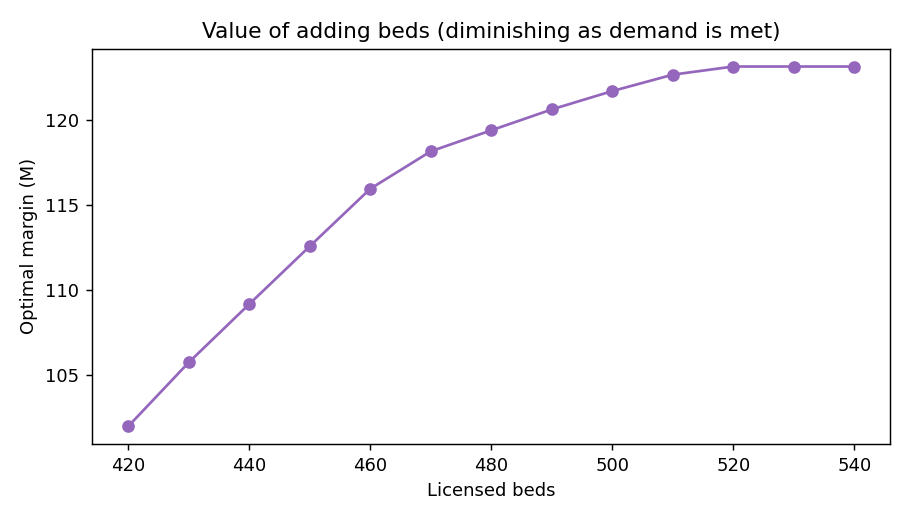 Value of adding beds (diminishing as demand is met)
Optimal margin (M)
120
115
110
105
420 440 460 480 500 520 540
Licensed beds